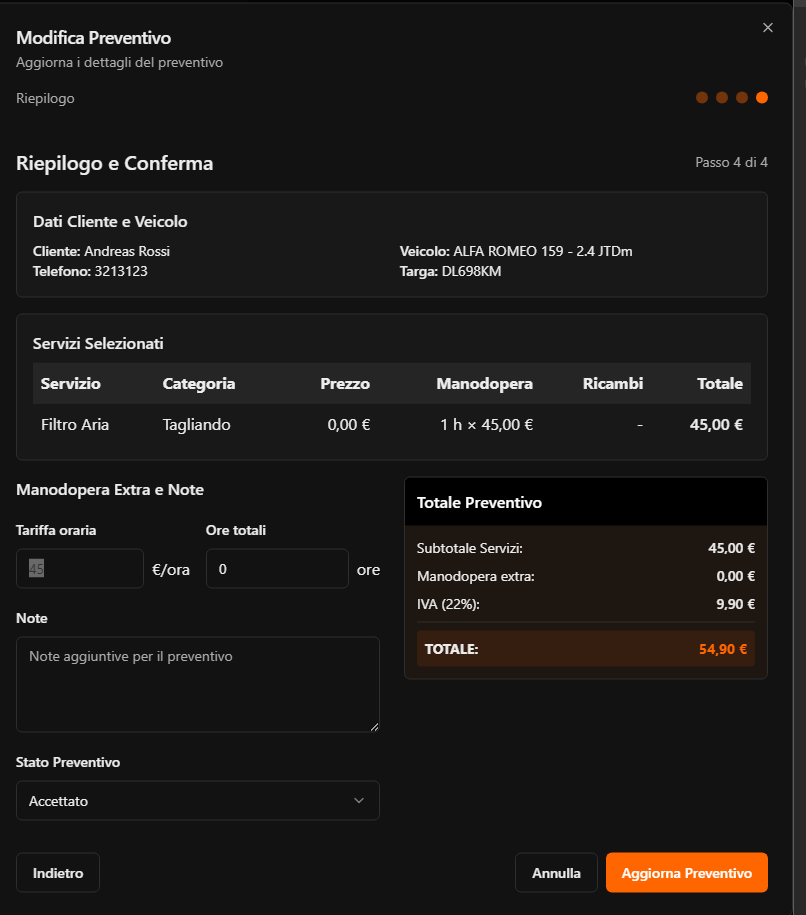 Modifica Preventivo
Aggiorna i dettagli del preventivo
Riepilogo
Riepilogo e Conferma
Passo 4 di 4
Dati Cliente e Veicolo
Cliente: Andreas Rossi
Veicolo: ALFA ROMEO 159 - 2.4 JTDm
Telefono: 3213123
Targa: DL698KM
Servizi Selezionati
Servizio Categoria Prezzo Manodopera Ricambi Totale
Filtro Aria Tagliando 0,00 € 1 h × 45,00 € - 45,00 €
Manodopera Extra e Note
Tariffa oraria Ore totali
45 €/ora 0 ore
Note
Note aggiuntive per il preventivo
Stato Preventivo
Accettato
Totale Preventivo
Subtotale Servizi: 45,00 €
Manodopera extra: 0,00 €
IVA (22%): 9,90 €
TOTALE: 54,90 €
Indietro Annulla Aggiorna Preventivo